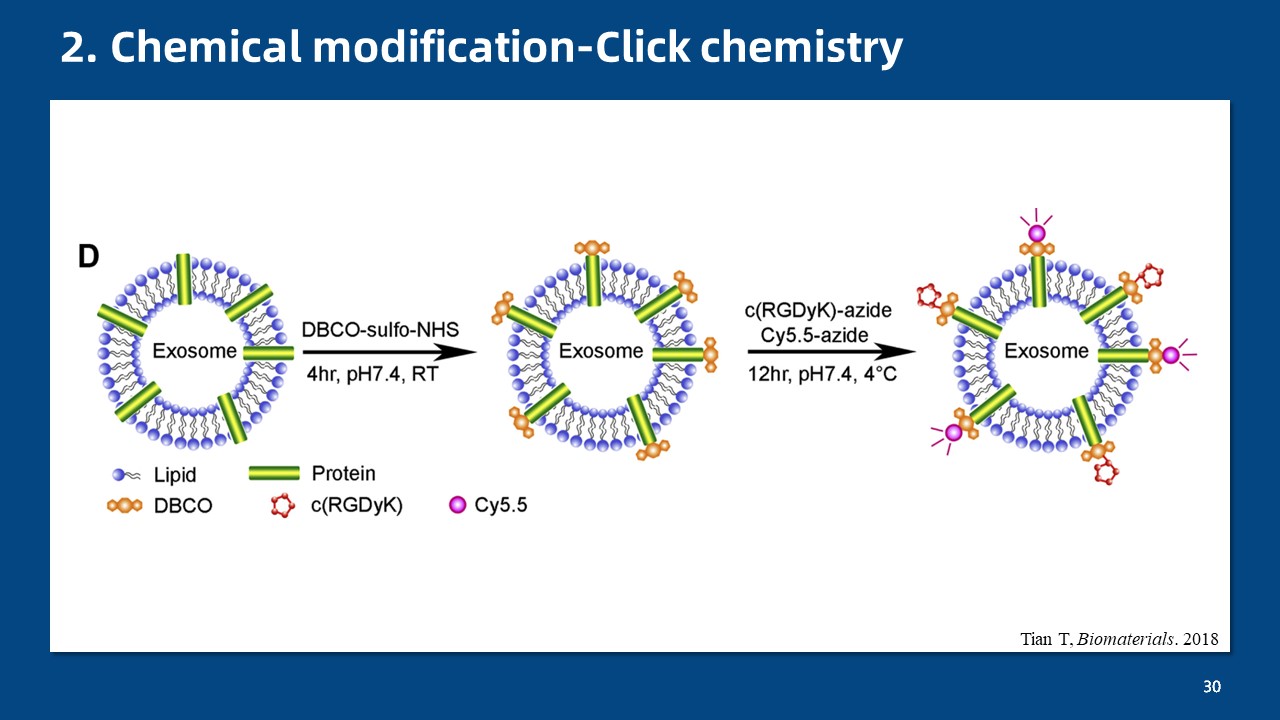 2. Chemical modification-Click chemistry
D
Exosome
DBCO-sulfo-NHS
4hr, pH7.4, RT
Exosome
c(RGDyK)-azide
Cy5.5-azide
12hr, pH7.4, 4°C
Exosome
Lipid
Protein
DBCO
c(RGDyK)
Cy5.5
Tian T, Biomaterials. 2018
30